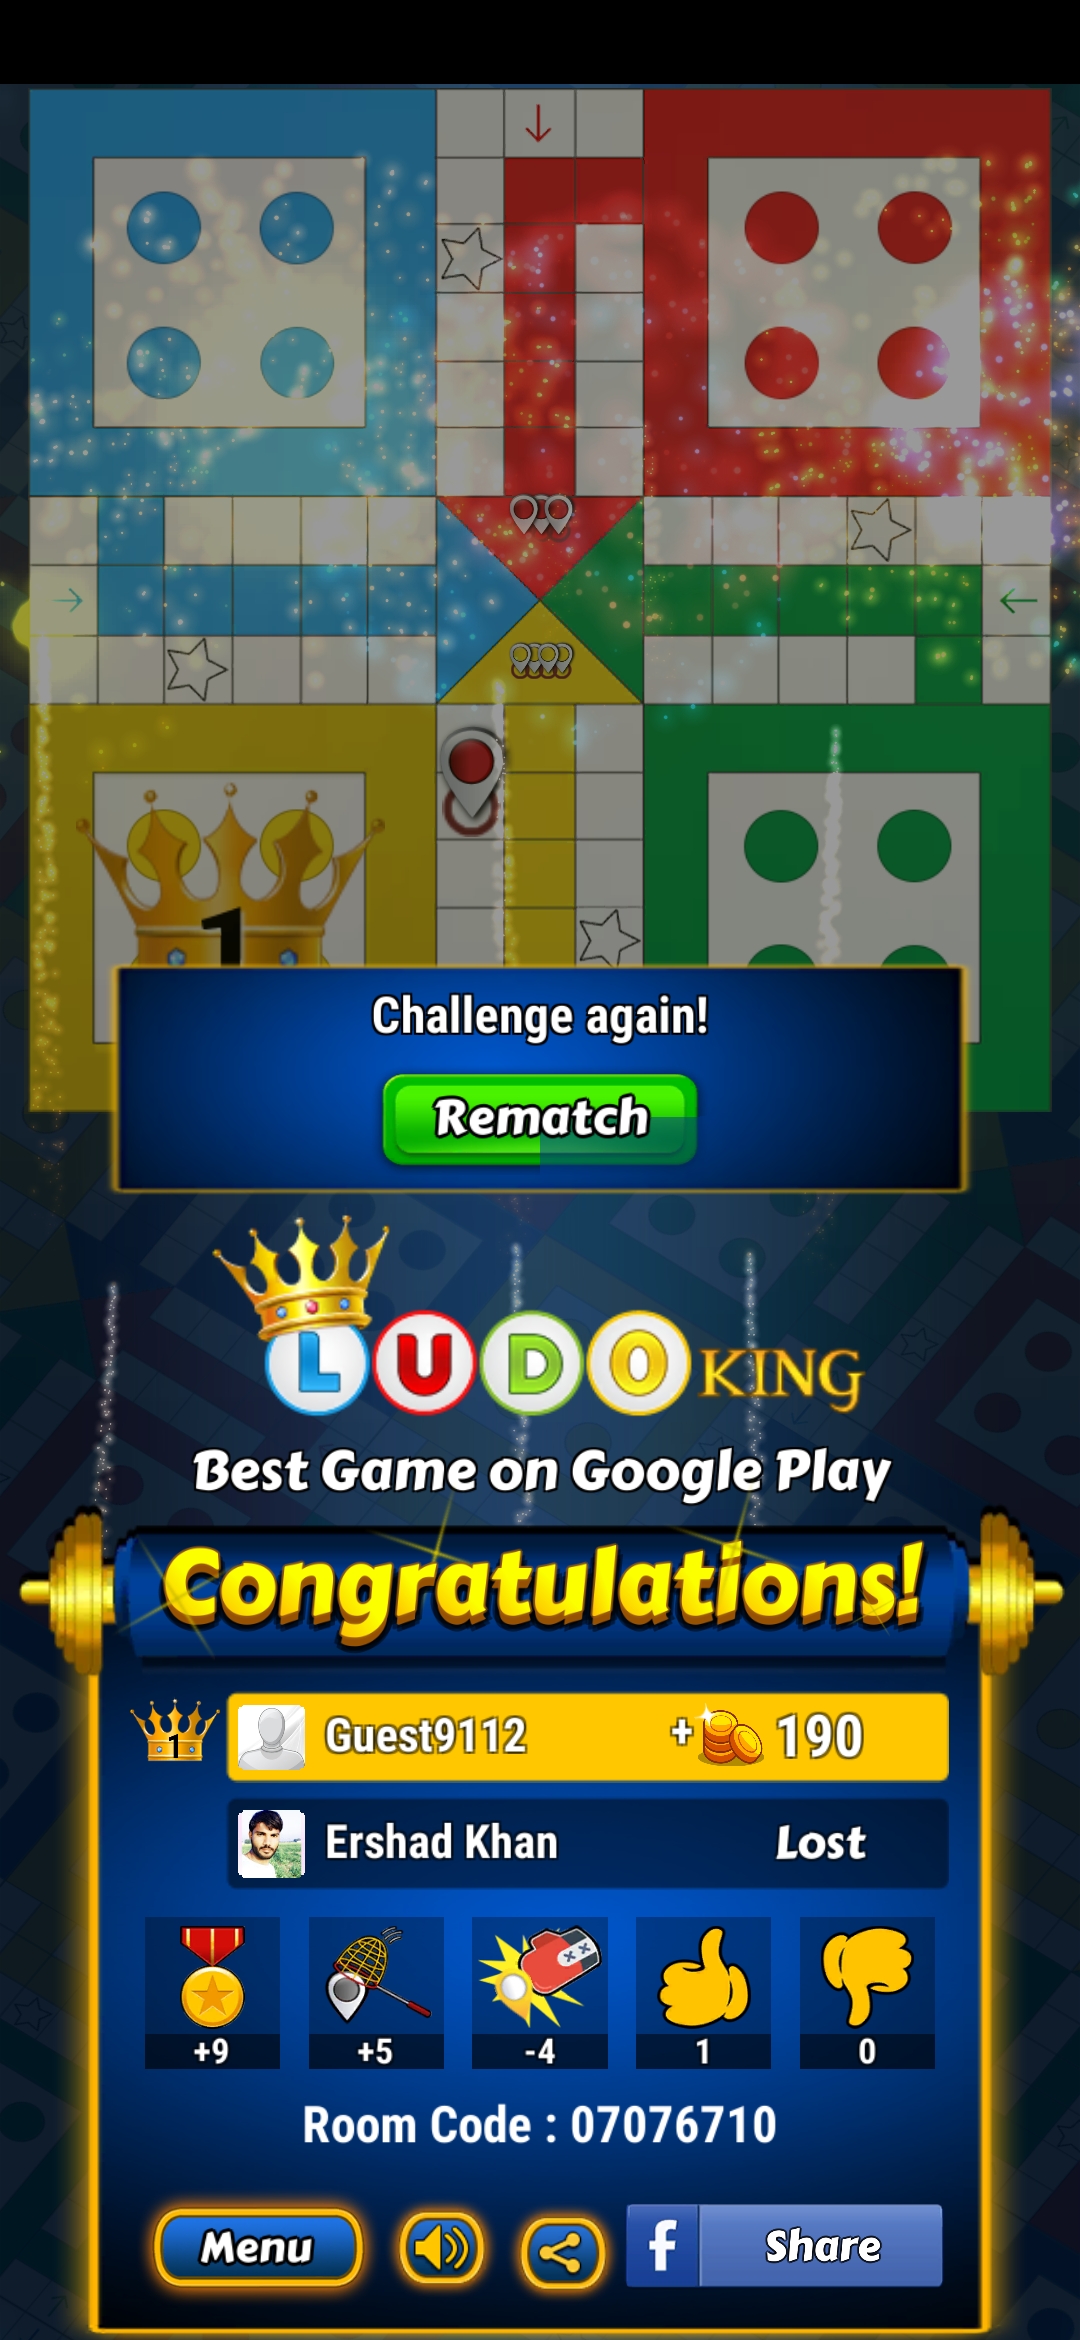 1
Challenge again!
Rematch
LUDO KING
Best Game on Google Play
Congratulations!
1 Guest9112 + 190
Ershad Khan Lost
+9 +5 -4 1 0
Room Code : 07076710
Menu f Share